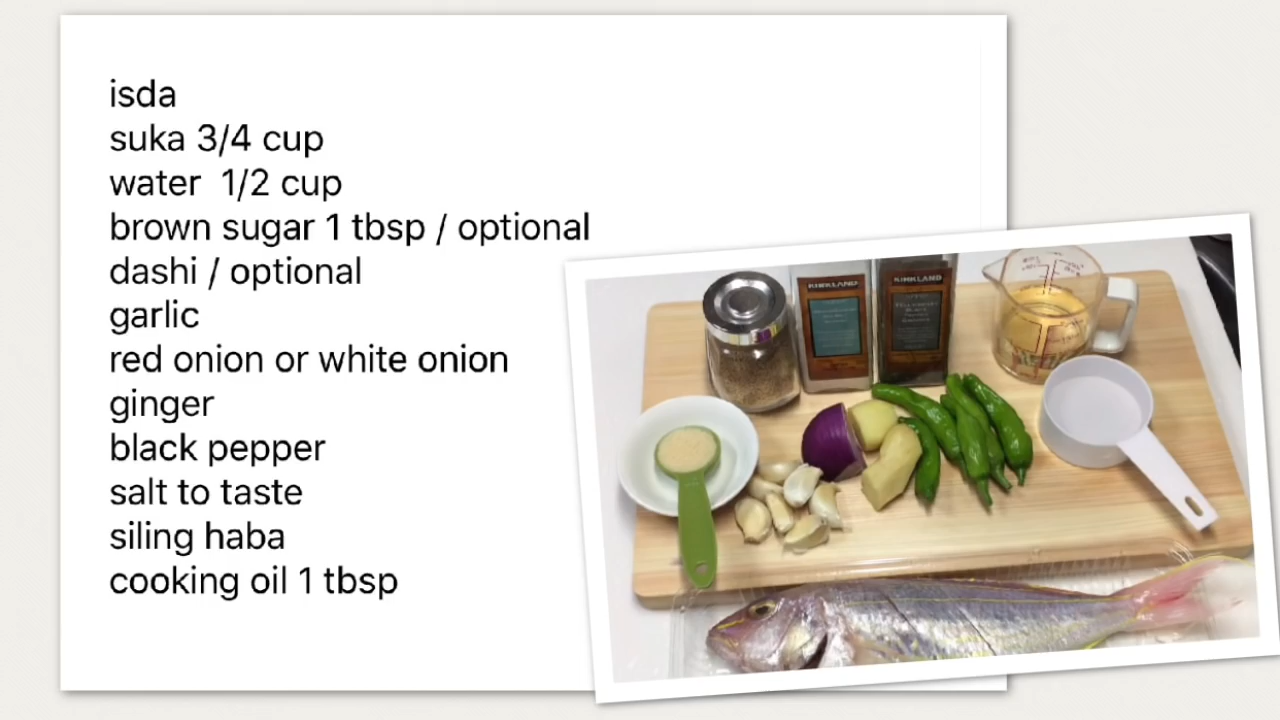 isda
suka 3/4 cup
water 1/2 cup
brown sugar 1 tbsp / optional
dashi / optional
garlic
red onion or white onion
ginger
black pepper
salt to taste
siling haba
cooking oil 1 tbsp
KIRKLAND
KIRKLAND